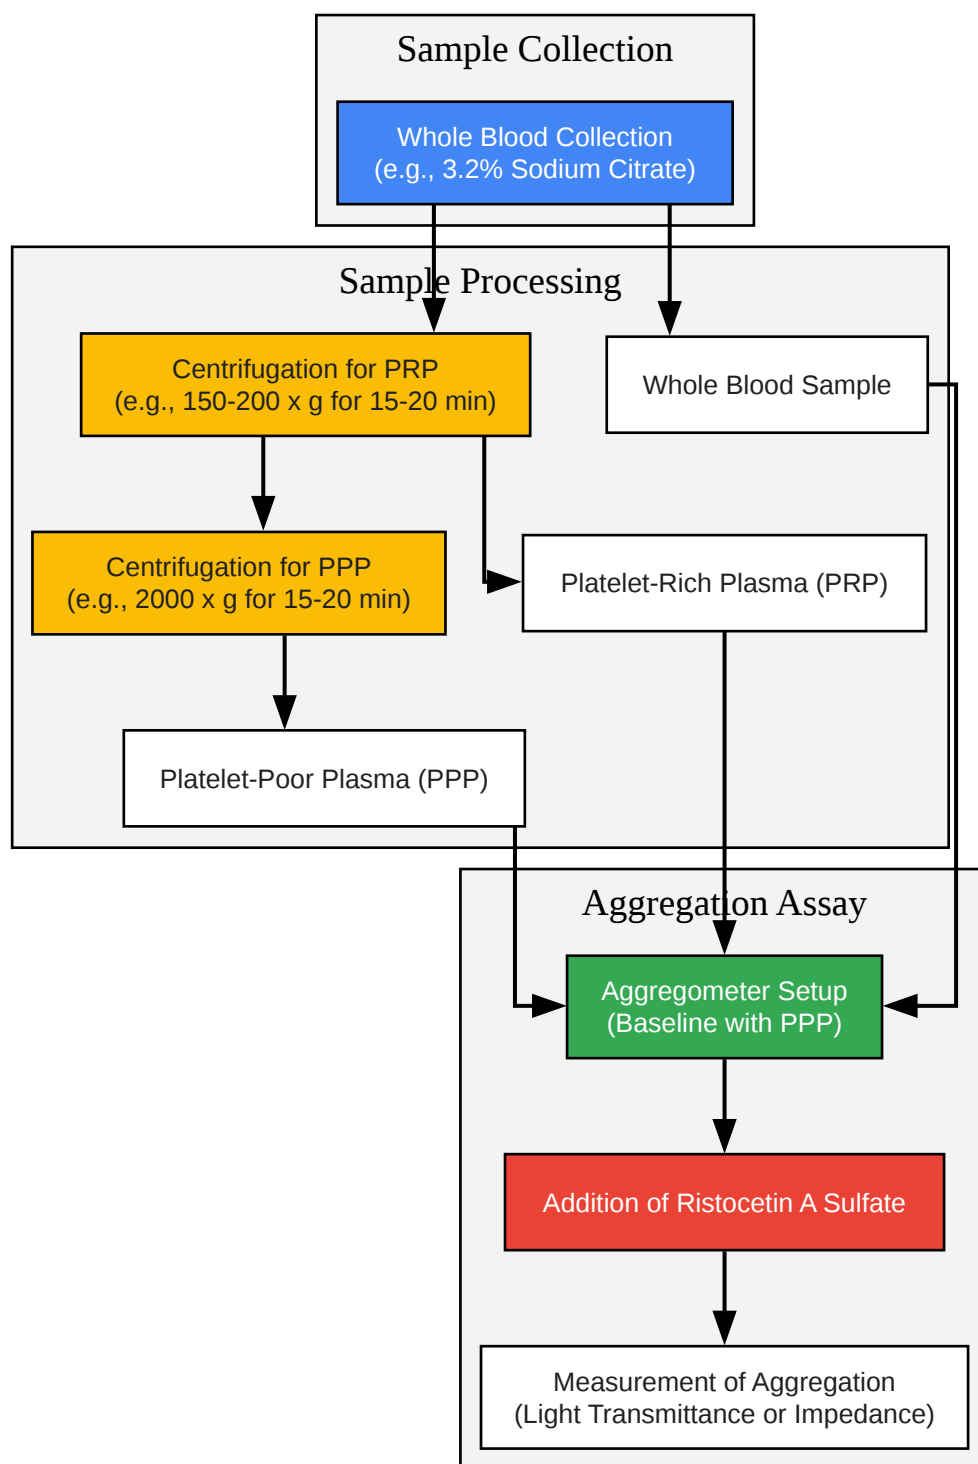 Sample Collection
Whole Blood Collection
(e.g., 3.2% Sodium Citrate)
Sample Processing
Centrifugation for PRP
(e.g., 150-200 x g for 15-20 min)
Whole Blood Sample
Centrifugation for PPP
(e.g., 2000 x g for 15-20 min)
Platelet-Rich Plasma (PRP)
Platelet-Poor Plasma (PPP)
Aggregation Assay
Aggregometer Setup
(Baseline with PPP)
Addition of Ristocetin A Sulfate
Measurement of Aggregation
(Light Transmittance or Impedance)